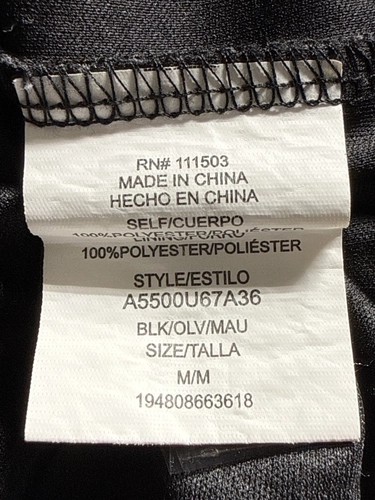 RN# 111503
MADE IN CHINA
HECHO EN CHINA
SELF/CUERPO
100%POLYESTER/POLIÉSTER
100%POLYESTER/POLIÉSTER
STYLE/ESTILO
A5500U67A36
BLK/OLV/MAU
SIZE/TALLA
M/M
194808663618